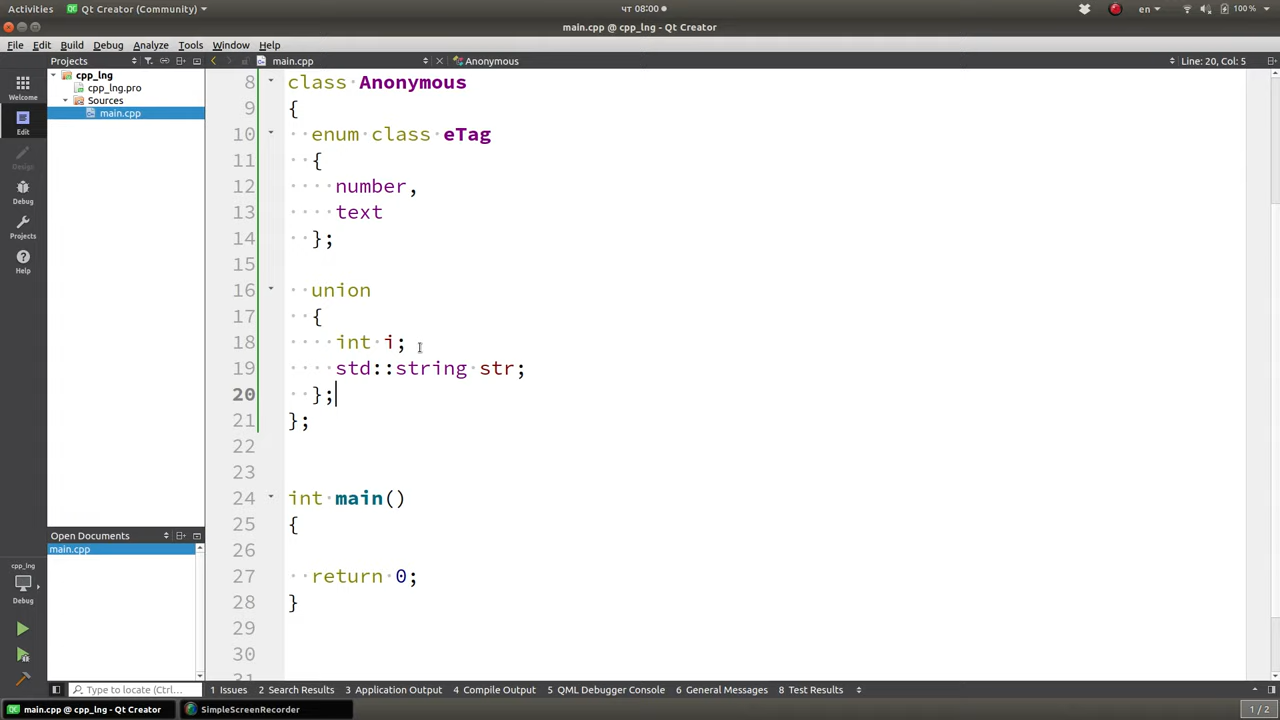 Activities Qt Creator (Community) чт 08:00 en 100 %
main.cpp @ cpp_lng - Qt Creator
File Edit Build Debug Analyze Tools Window Help
Projects main.cpp Anonymous Line: 20, Col: 5
cpp_lng
cpp_lng.pro
Sources
main.cpp
Welcome
Edit
Design
Debug
Projects
Help
8 class Anonymous
9 {
10 enum class eTag
11 {
12 number,
13 text
14 };
15
16 union
17 {
18 int i;
19 std::string str;
20 };
21 };
22
23
24 int main()
25 {
26
27 return 0;
28 }
29
30
Open Documents
main.cpp
cpp_lng
Debug
Type to locate (Ctrl... 1 Issues 2 Search Results 3 Application Output 4 Compile Output 5 QML Debugger Console 6 General Messages 8 Test Results
main.cpp @ cpp_lng - Qt Creator SimpleScreenRecorder 1 / 2